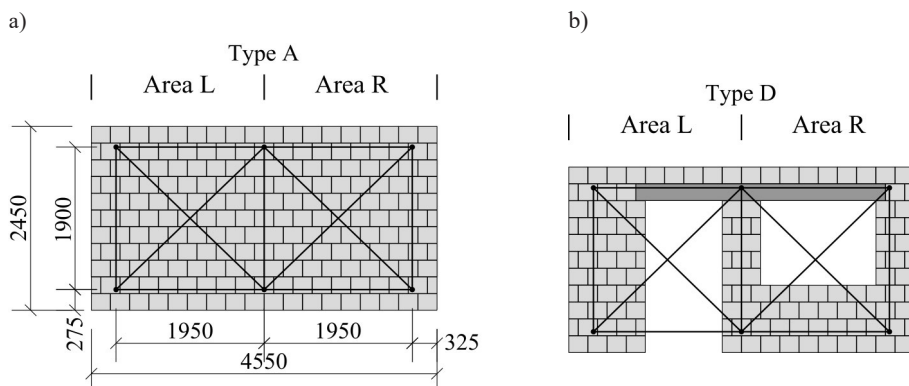 a)
Type A
Area L
Area R
2450
1900
275
1950
1950
325
4550
b)
Type D
Area L
Area R